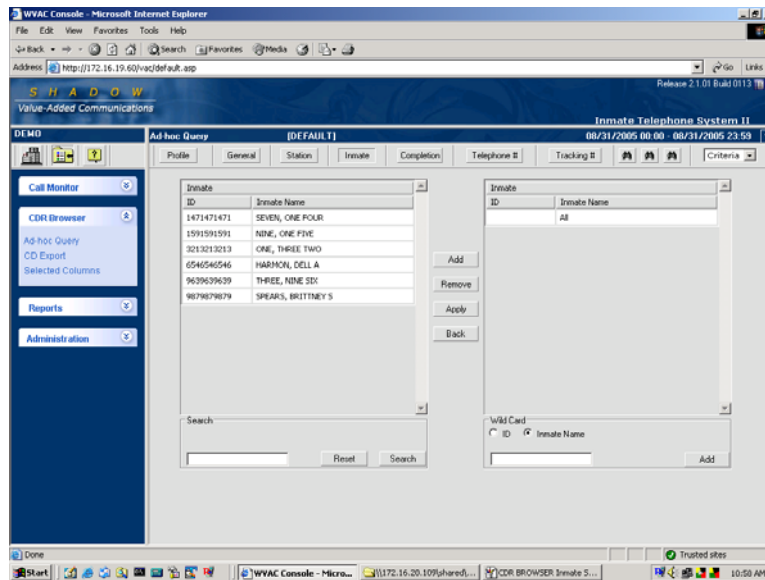 WVAC Console - Microsoft Internet Explorer
File Edit View Favorites Tools Help
Back Search Favorites Media
Address http://172.16.19.60/vac/default.asp Go Links
SHADOW Release 2.1.01 Build 0113
Value-Added Communications
Inmate Telephone System II
DEMO Ad-hoc Query [DEFAULT] 08/31/2005 00:00 - 08/31/2005 23:59
Profile General Station Inmate Completion Telephone # Tracking # Criteria
Call Monitor
CDR Browser
Ad-hoc Query
CD Export
Selected Columns
Reports
Administration
Inmate
ID Inmate Name
1471471471 SEVEN, ONE FOUR
1591591591 NINE, ONE FIVE
3213213213 ONE, THREE TWO
6546546546 HARMON, DELL A
9639639639 THREE, NINE SIX
9879879879 SPEARS, BRITTNEY S
Add
Remove
Apply
Back
Inmate
ID Inmate Name
All
Search
Reset Search
Wild Card
ID Inmate Name
Add
Done Trusted sites
Start WVAC Console - Micro... \\172.16.20.109\shared\... CDR BROWSER Inmate S... 10:50 AM